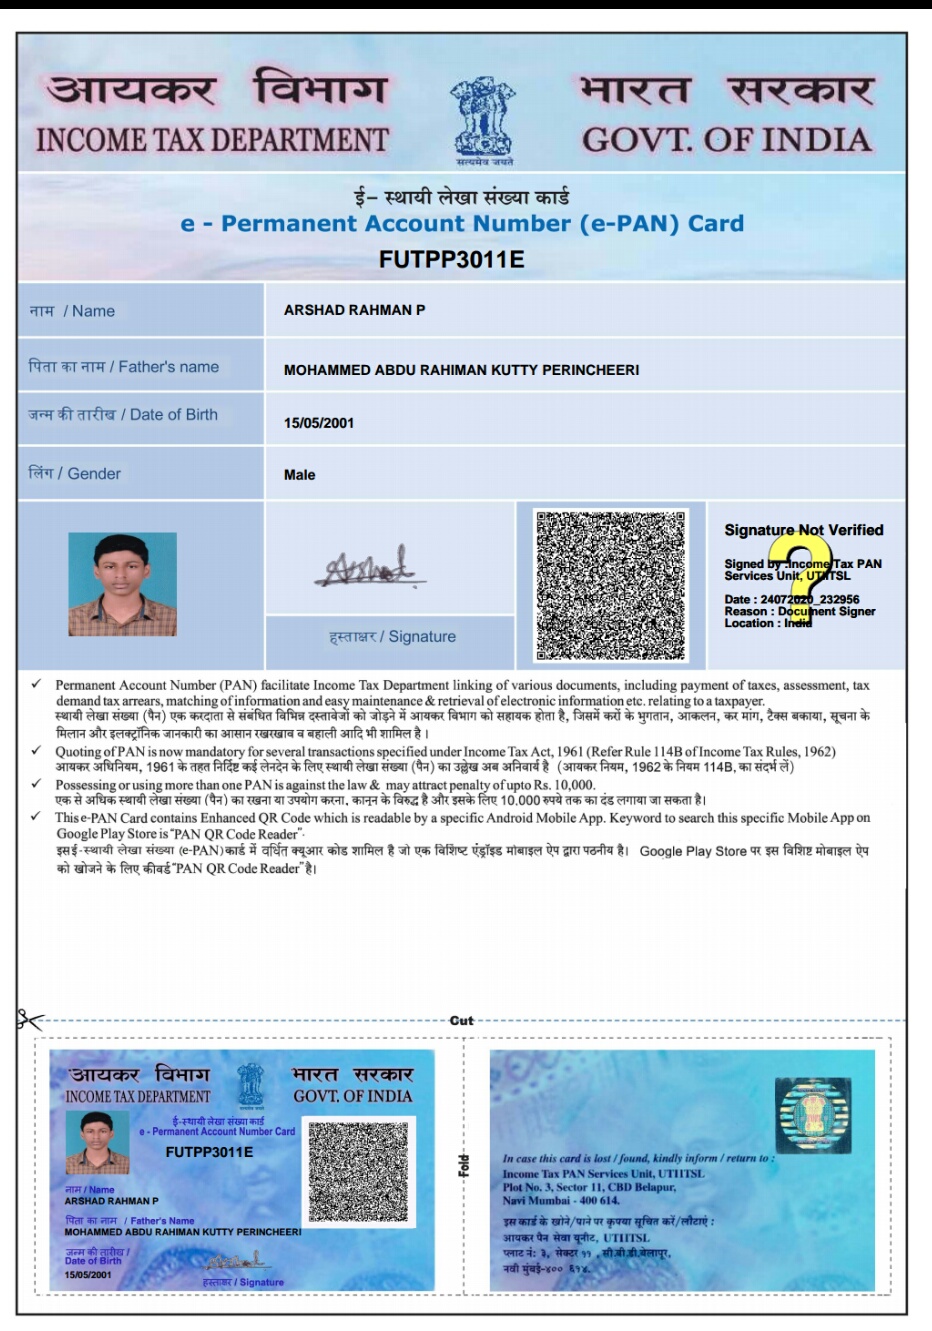 आयकर विभाग
INCOME TAX DEPARTMENT
सत्यमेव जयते
भारत सरकार
GOVT. OF INDIA
ई- स्थायी लेखा संख्या कार्ड
e - Permanent Account Number (e-PAN) Card
FUTPP3011E
नाम / Name
ARSHAD RAHMAN P
पिता का नाम / Father's name
MOHAMMED ABDU RAHIMAN KUTTY PERINCHEERI
जन्म की तारीख / Date of Birth
15/05/2001
लिंग / Gender
Male
Arshad
हस्ताक्षर / Signature
Signature Not Verified
Signed by :Income Tax PAN
Services Unit, UTIITSL
Date : 24072020_232956
Reason : Document Signer
Location : India
✓ Permanent Account Number (PAN) facilitate Income Tax Department linking of various documents, including payment of taxes, assessment, tax
demand tax arrears, matching of information and easy maintenance & retrieval of electronic information etc. relating to a taxpayer.
स्थायी लेखा संख्या (पैन) एक करदाता से संबंधित विभिन्न दस्तावेजों को जोड़ने में आयकर विभाग को सहायक होता है, जिसमें करों के भुगतान, आकलन, कर मांग, टैक्स बकाया, सूचना के
मिलान और इलक्ट्रॉनिक जानकारी का आसान रखरखाव व बहाली आदि भी शामिल है ।
✓ Quoting of PAN is now mandatory for several transactions specified under Income Tax Act, 1961 (Refer Rule 114B of Income Tax Rules, 1962)
आयकर अधिनियम, 1961 के तहत निर्दिष्ट कई लेनदेन के लिए स्थायी लेखा संख्या (पैन) का उल्लेख अब अनिवार्य है (आयकर नियम, 1962 के नियम 114B, का संदर्भ लें)
✓ Possessing or using more than one PAN is against the law & may attract penalty of upto Rs. 10,000.
एक से अधिक स्थायी लेखा संख्या (पैन) का रखना या उपयोग करना, कानून के विरुद्ध है और इसके लिए 10,000 रुपये तक का दंड लगाया जा सकता है।
✓ This e-PAN Card contains Enhanced QR Code which is readable by a specific Android Mobile App. Keyword to search this specific Mobile App on
Google Play Store is "PAN QR Code Reader".
इसई-स्थायी लेखा संख्या (e-PAN) कार्ड में वर्धित क्यूआर कोड शामिल है जो एक विशिष्ट एंड्रॉइड मोबाइल ऐप द्वारा पठनीय है। Google Play Store पर इस विशिष्ट मोबाइल ऐप
को खोजने के लिए कीवर्ड "PAN QR Code Reader" है।
Cut
आयकर विभाग
INCOME TAX DEPARTMENT
भारत सरकार
GOVT. OF INDIA
ई-स्थायी लेखा संख्या कार्ड
e - Permanent Account Number Card
FUTPP3011E
नाम / Name
ARSHAD RAHMAN P
पिता का नाम / Father's Name
MOHAMMED ABDU RAHIMAN KUTTY PERINCHEERI
जन्म की तारीख /
Date of Birth
15/05/2001
Arshad
हस्ताक्षर / Signature
Fold
In case this card is lost / found, kindly inform / return to :
Income Tax PAN Services Unit, UTIITSL
Plot No. 3, Sector 11, CBD Belapur,
Navi Mumbai - 400 614.
इस कार्ड के खोने/पाने पर कृपया सूचित करें/लौटाएं :
आयकर पैन सेवा यूनीट, UTIITSL
प्लाट नं: ३, सेक्टर ११ , सी.बी.डी.बेलापूर,
नवी मुंबई-४०० ६१४.